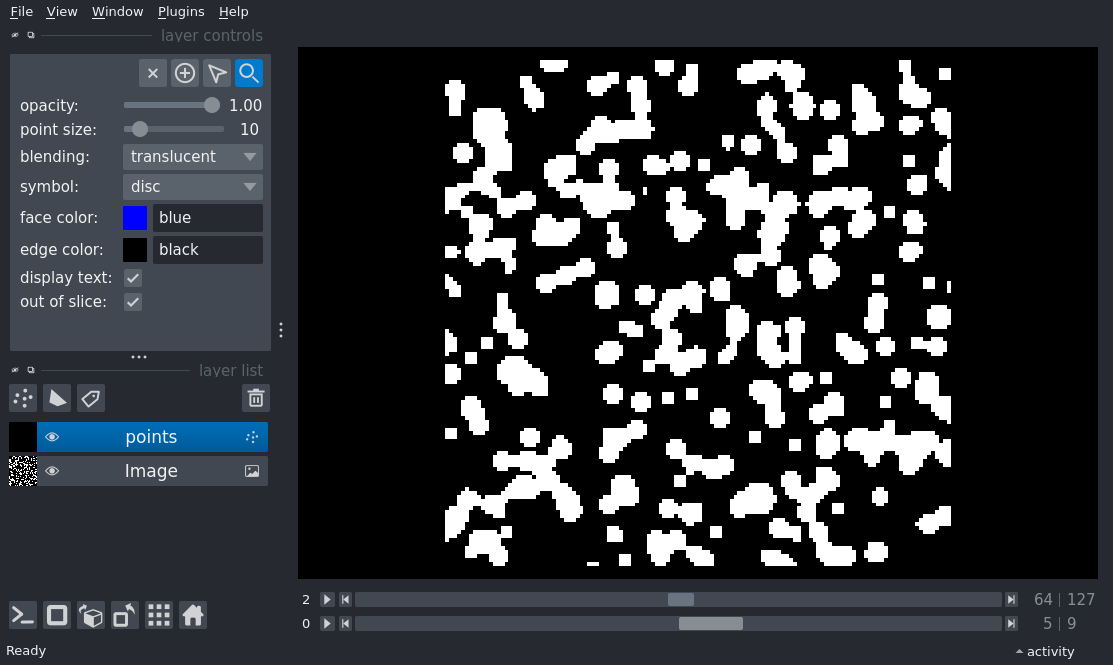 File View Window Plugins Help
layer controls
opacity: 1.00
point size: 10
blending: translucent
symbol: disc
face color: blue
edge color: black
display text:
out of slice:
layer list
points
Image
2 64 | 127
0 5 | 9
Ready activity